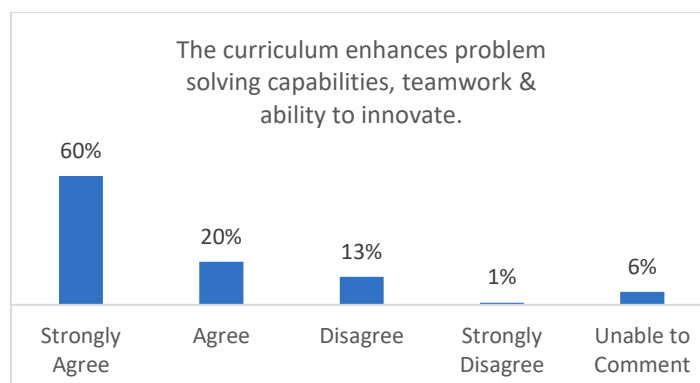 The curriculum enhances problem
solving capabilities, teamwork &
ability to innovate.
60%
20%
13%
1%
6%
Strongly
Agree
Agree
Disagree
Strongly
Disagree
Unable to
Comment